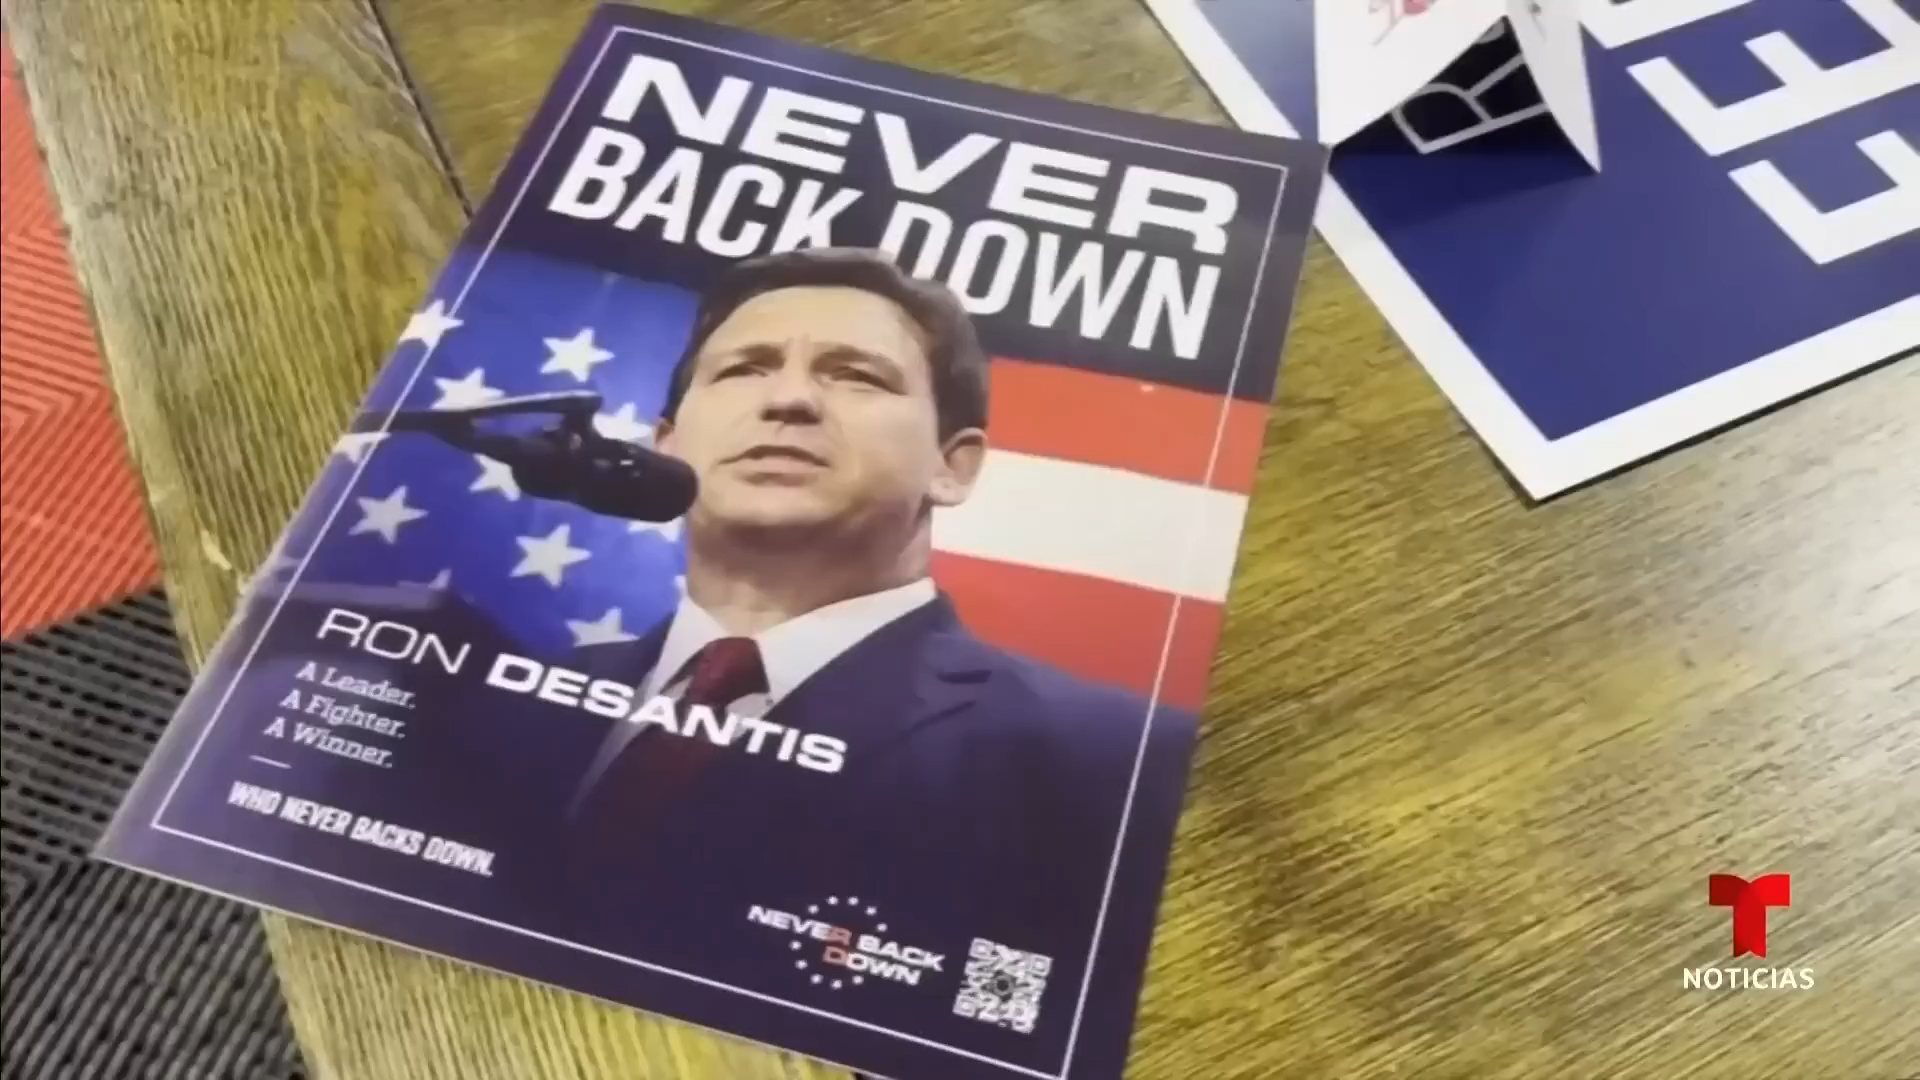 NEVER
BACK DOWN
RON DESANTIS
A Leader.
A Fighter.
A Winner.
WHO NEVER BACKS DOWN.
NEVER BACK
DOWN
NOTICIAS